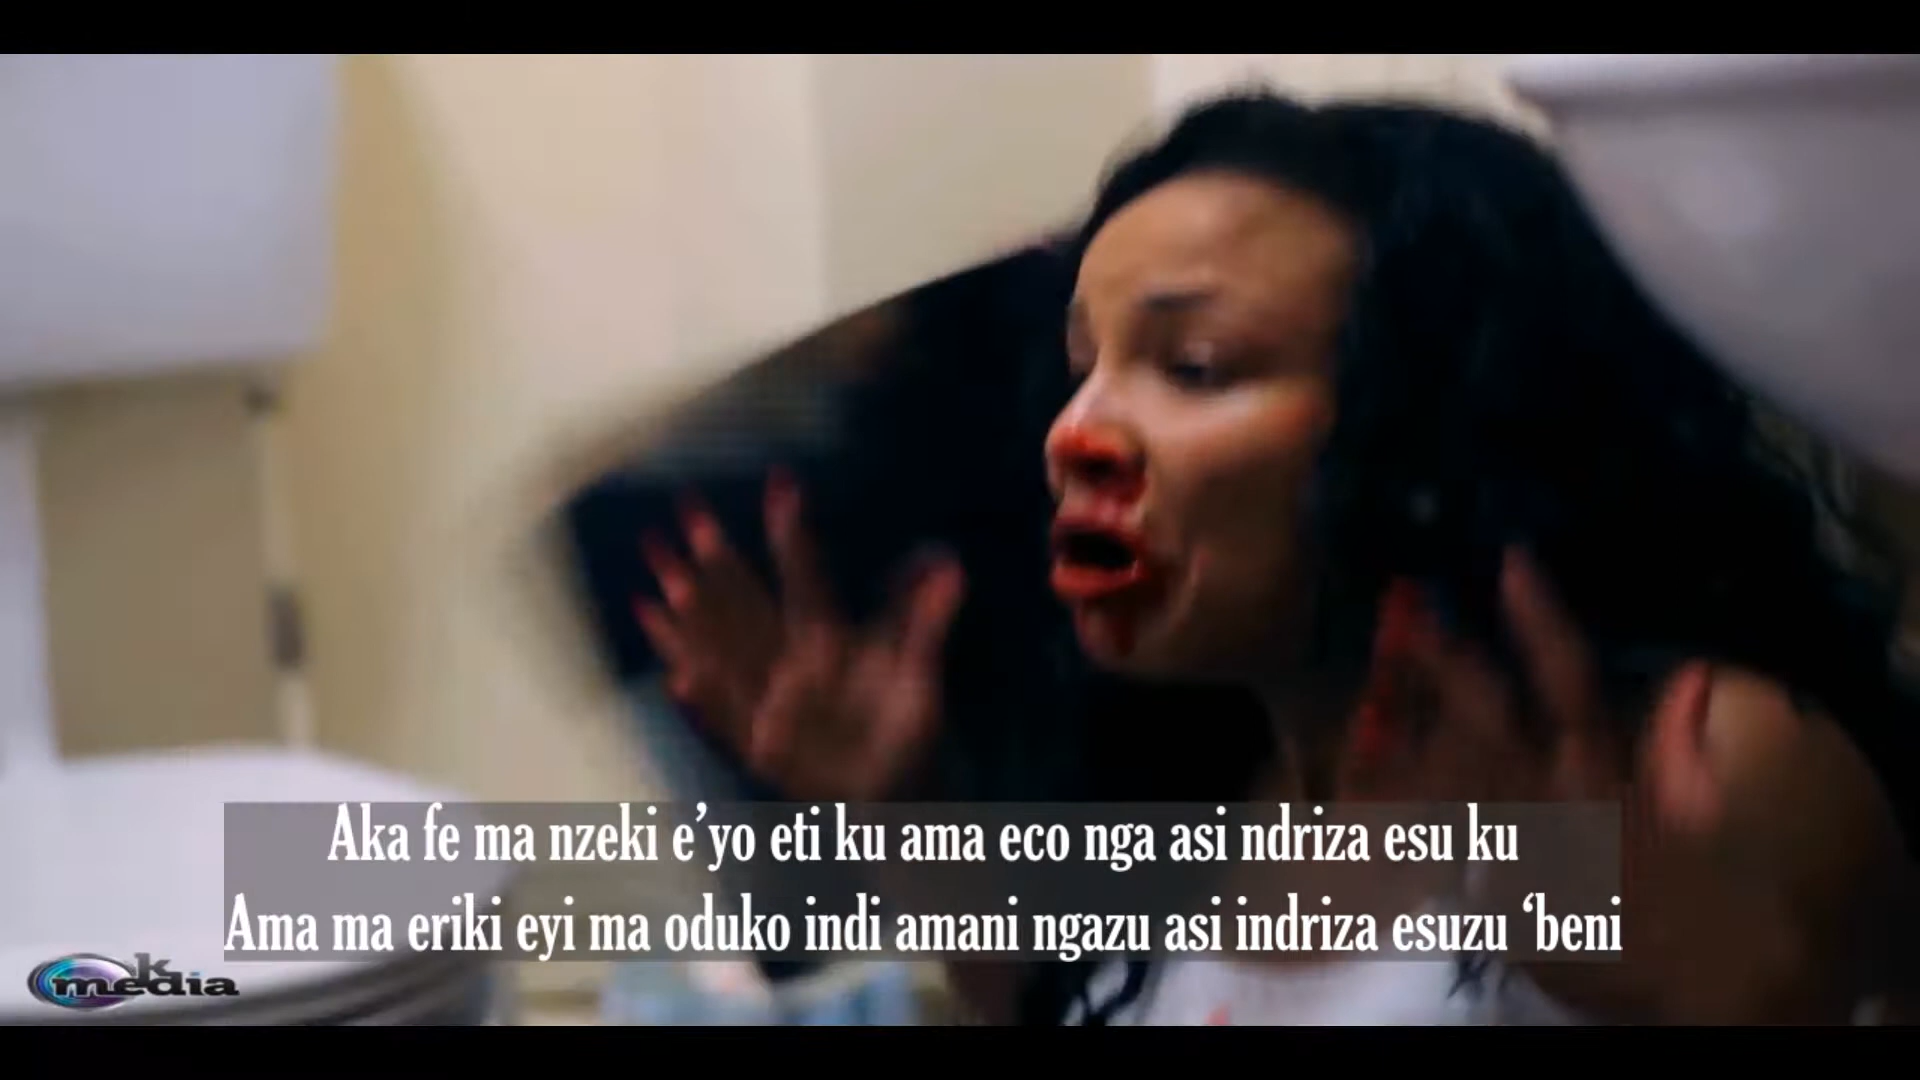 Aka fe ma nzeki e’yo eti ku ama eco nga asi ndriza esu ku
Ama ma eriki eyi ma oduko indi amani ngazu asi indriza esuzu ‘beni
k
media